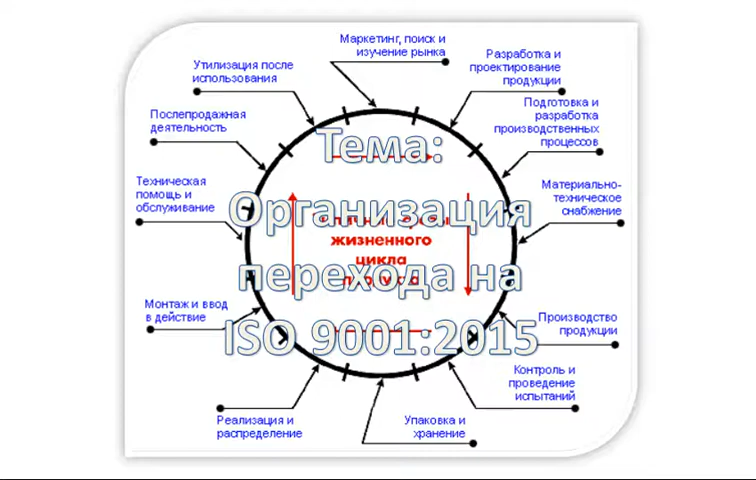 Маркетинг, поиск и
изучение рынка
Разработка и
проектирование
продукции
Подготовка и
разработка
производственных
процессов
Материально-
техническое
снабжение
Производство
продукции
Контроль и
проведение
испытаний
Упаковка и
хранение
Реализация и
распределение
Монтаж и ввод
в действие
Техническая
помощь и
обслуживание
Послепродажная
деятельность
Утилизация после
использования
Тема:
Организация
перехода на
ISO 9001:2015
жизненного
цикла